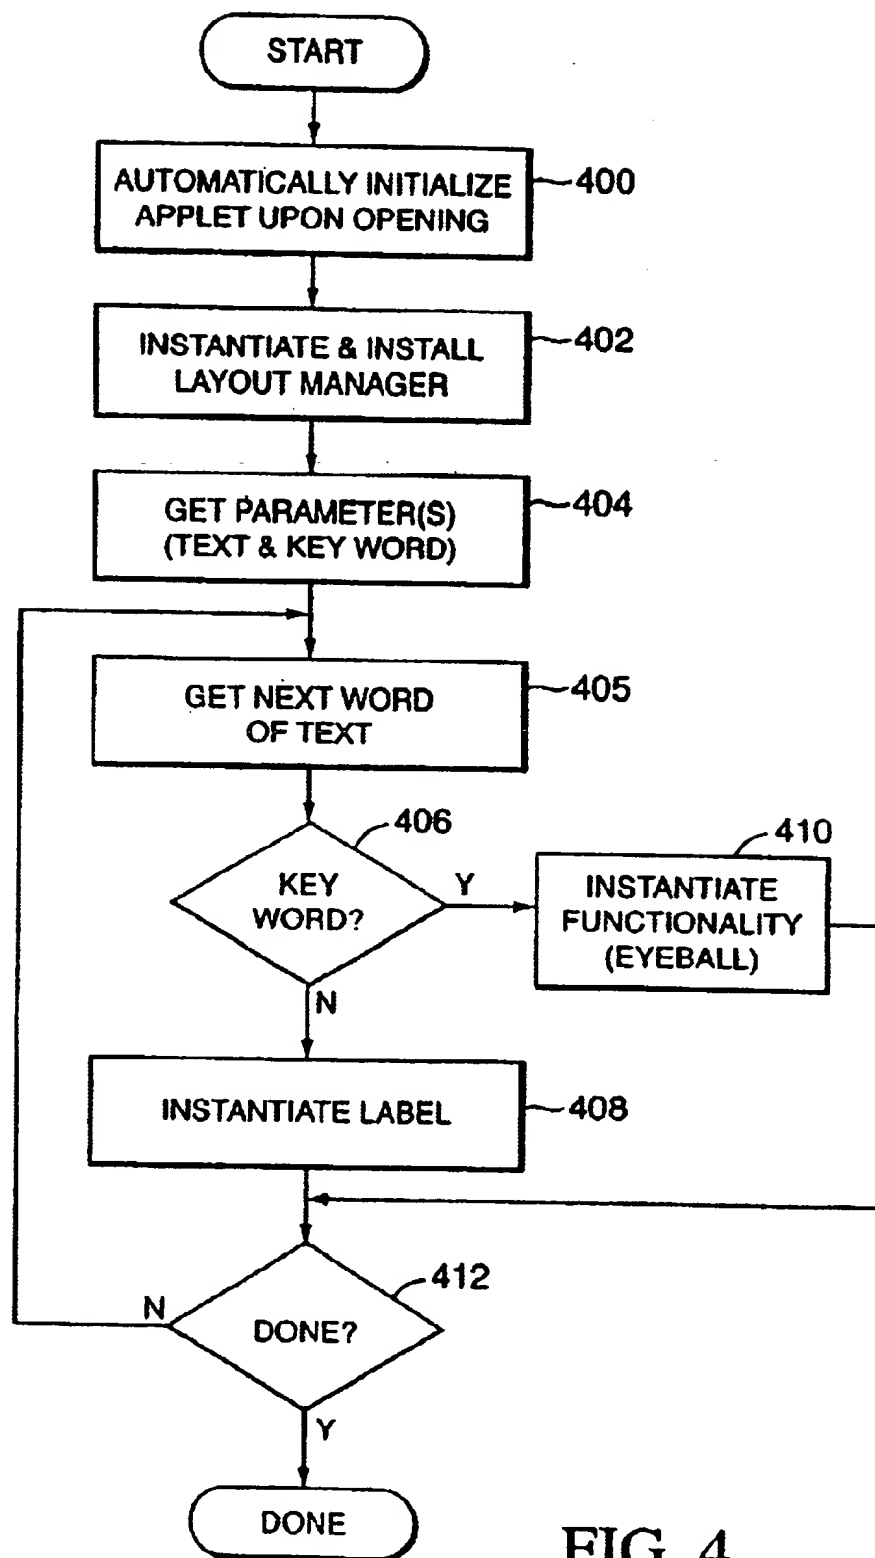 START
AUTOMATICALLY INITIALIZE
APPLET UPON OPENING
400
INSTANTIATE & INSTALL
LAYOUT MANAGER
402
GET PARAMETER(S)
(TEXT & KEY WORD)
404
GET NEXT WORD
OF TEXT
405
406
KEY
WORD?
Y
N
410
INSTANTIATE
FUNCTIONALITY
(EYEBALL)
INSTANTIATE LABEL
408
412
DONE?
N
Y
DONE
FIG. 4